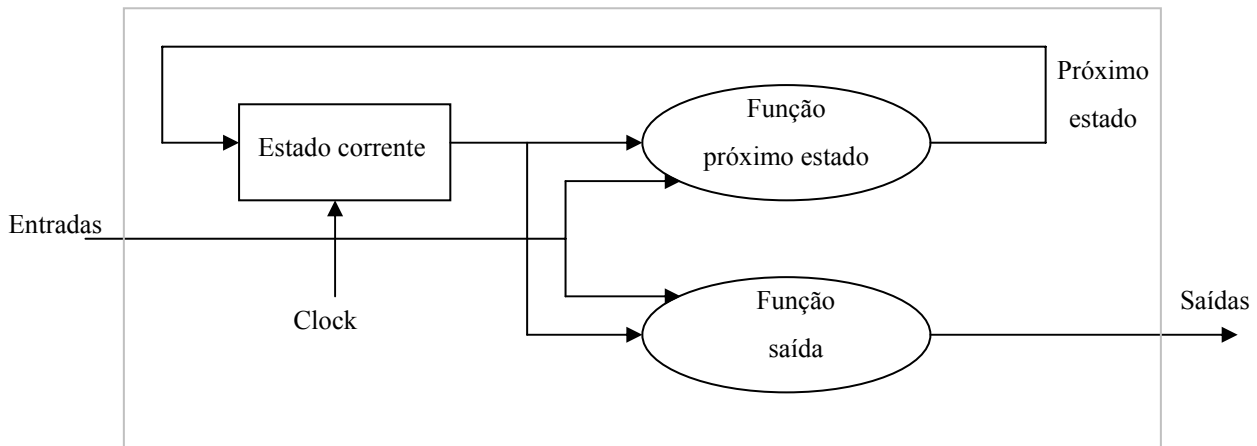 Próximo
estado
Função
próximo estado
Estado corrente
Entradas
Clock
Função
saída
Saídas